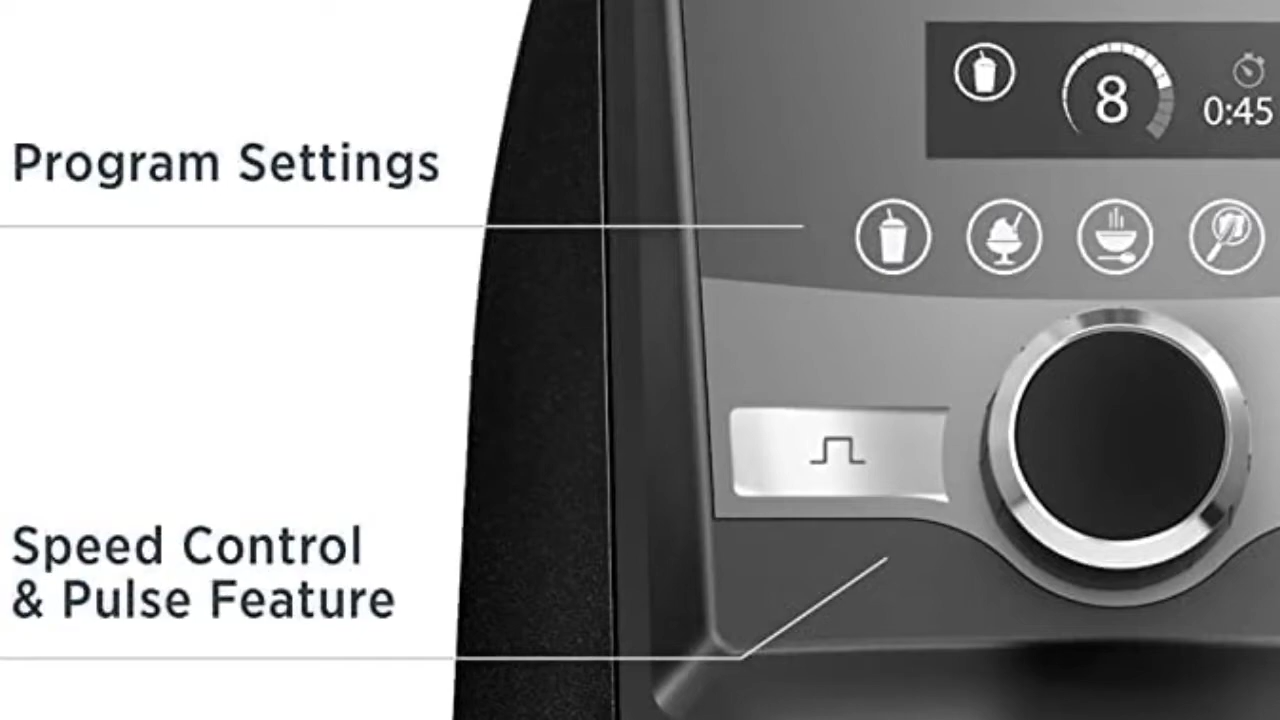 8
0:45
Program Settings
Speed Control
& Pulse Feature